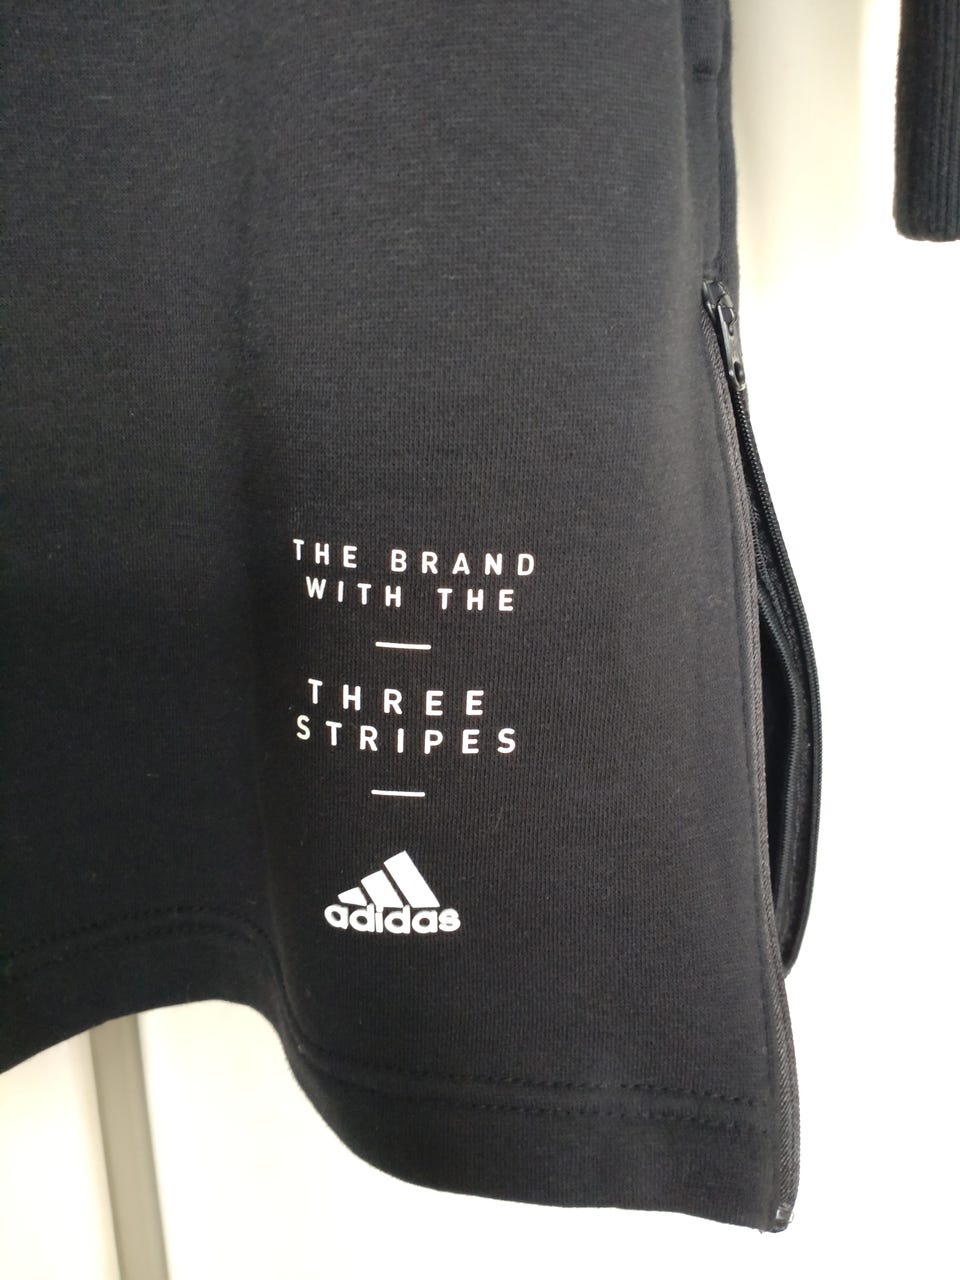 THE BRAND
WITH THE
THREE
STRIPES
adidas